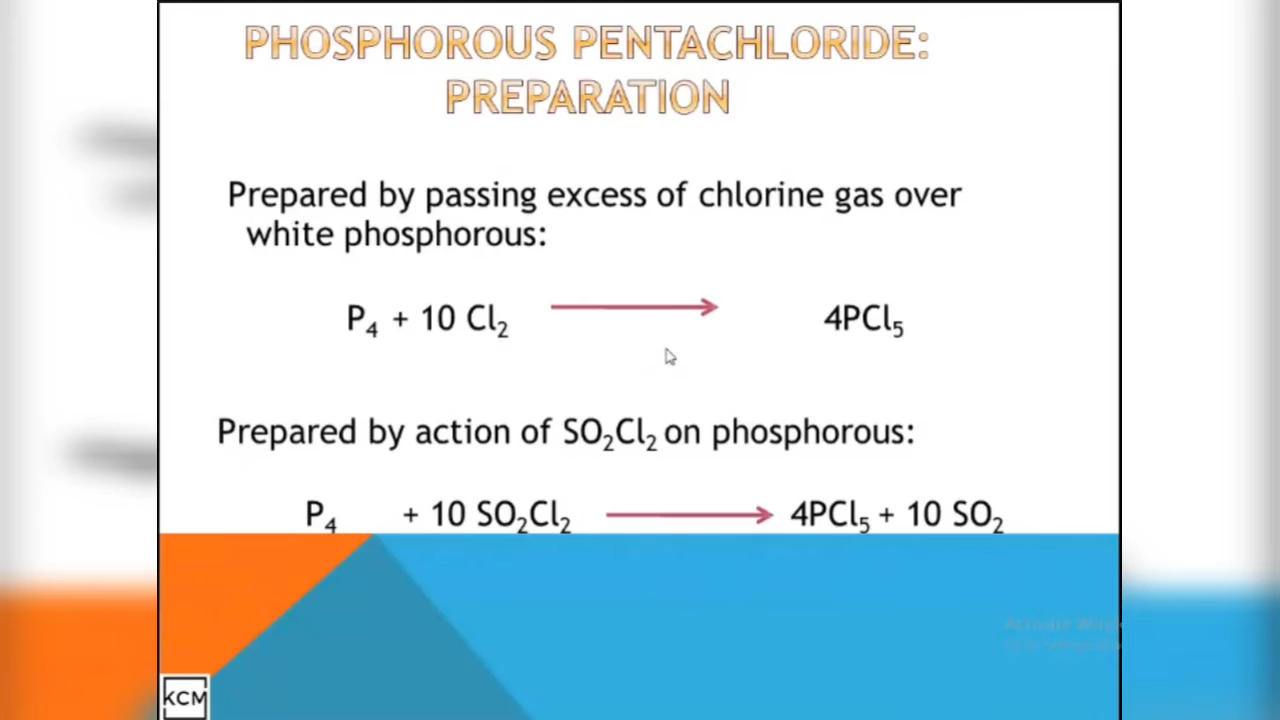 PHOSPHOROUS PENTACHLORIDE:
PREPARATION
Prepared by passing excess of chlorine gas over
white phosphorous:
P₄ + 10 Cl₂ → 4PCl₅
Prepared by action of SO₂Cl₂ on phosphorous:
P₄ + 10 SO₂Cl₂ → 4PCl₅ + 10 SO₂
KCM